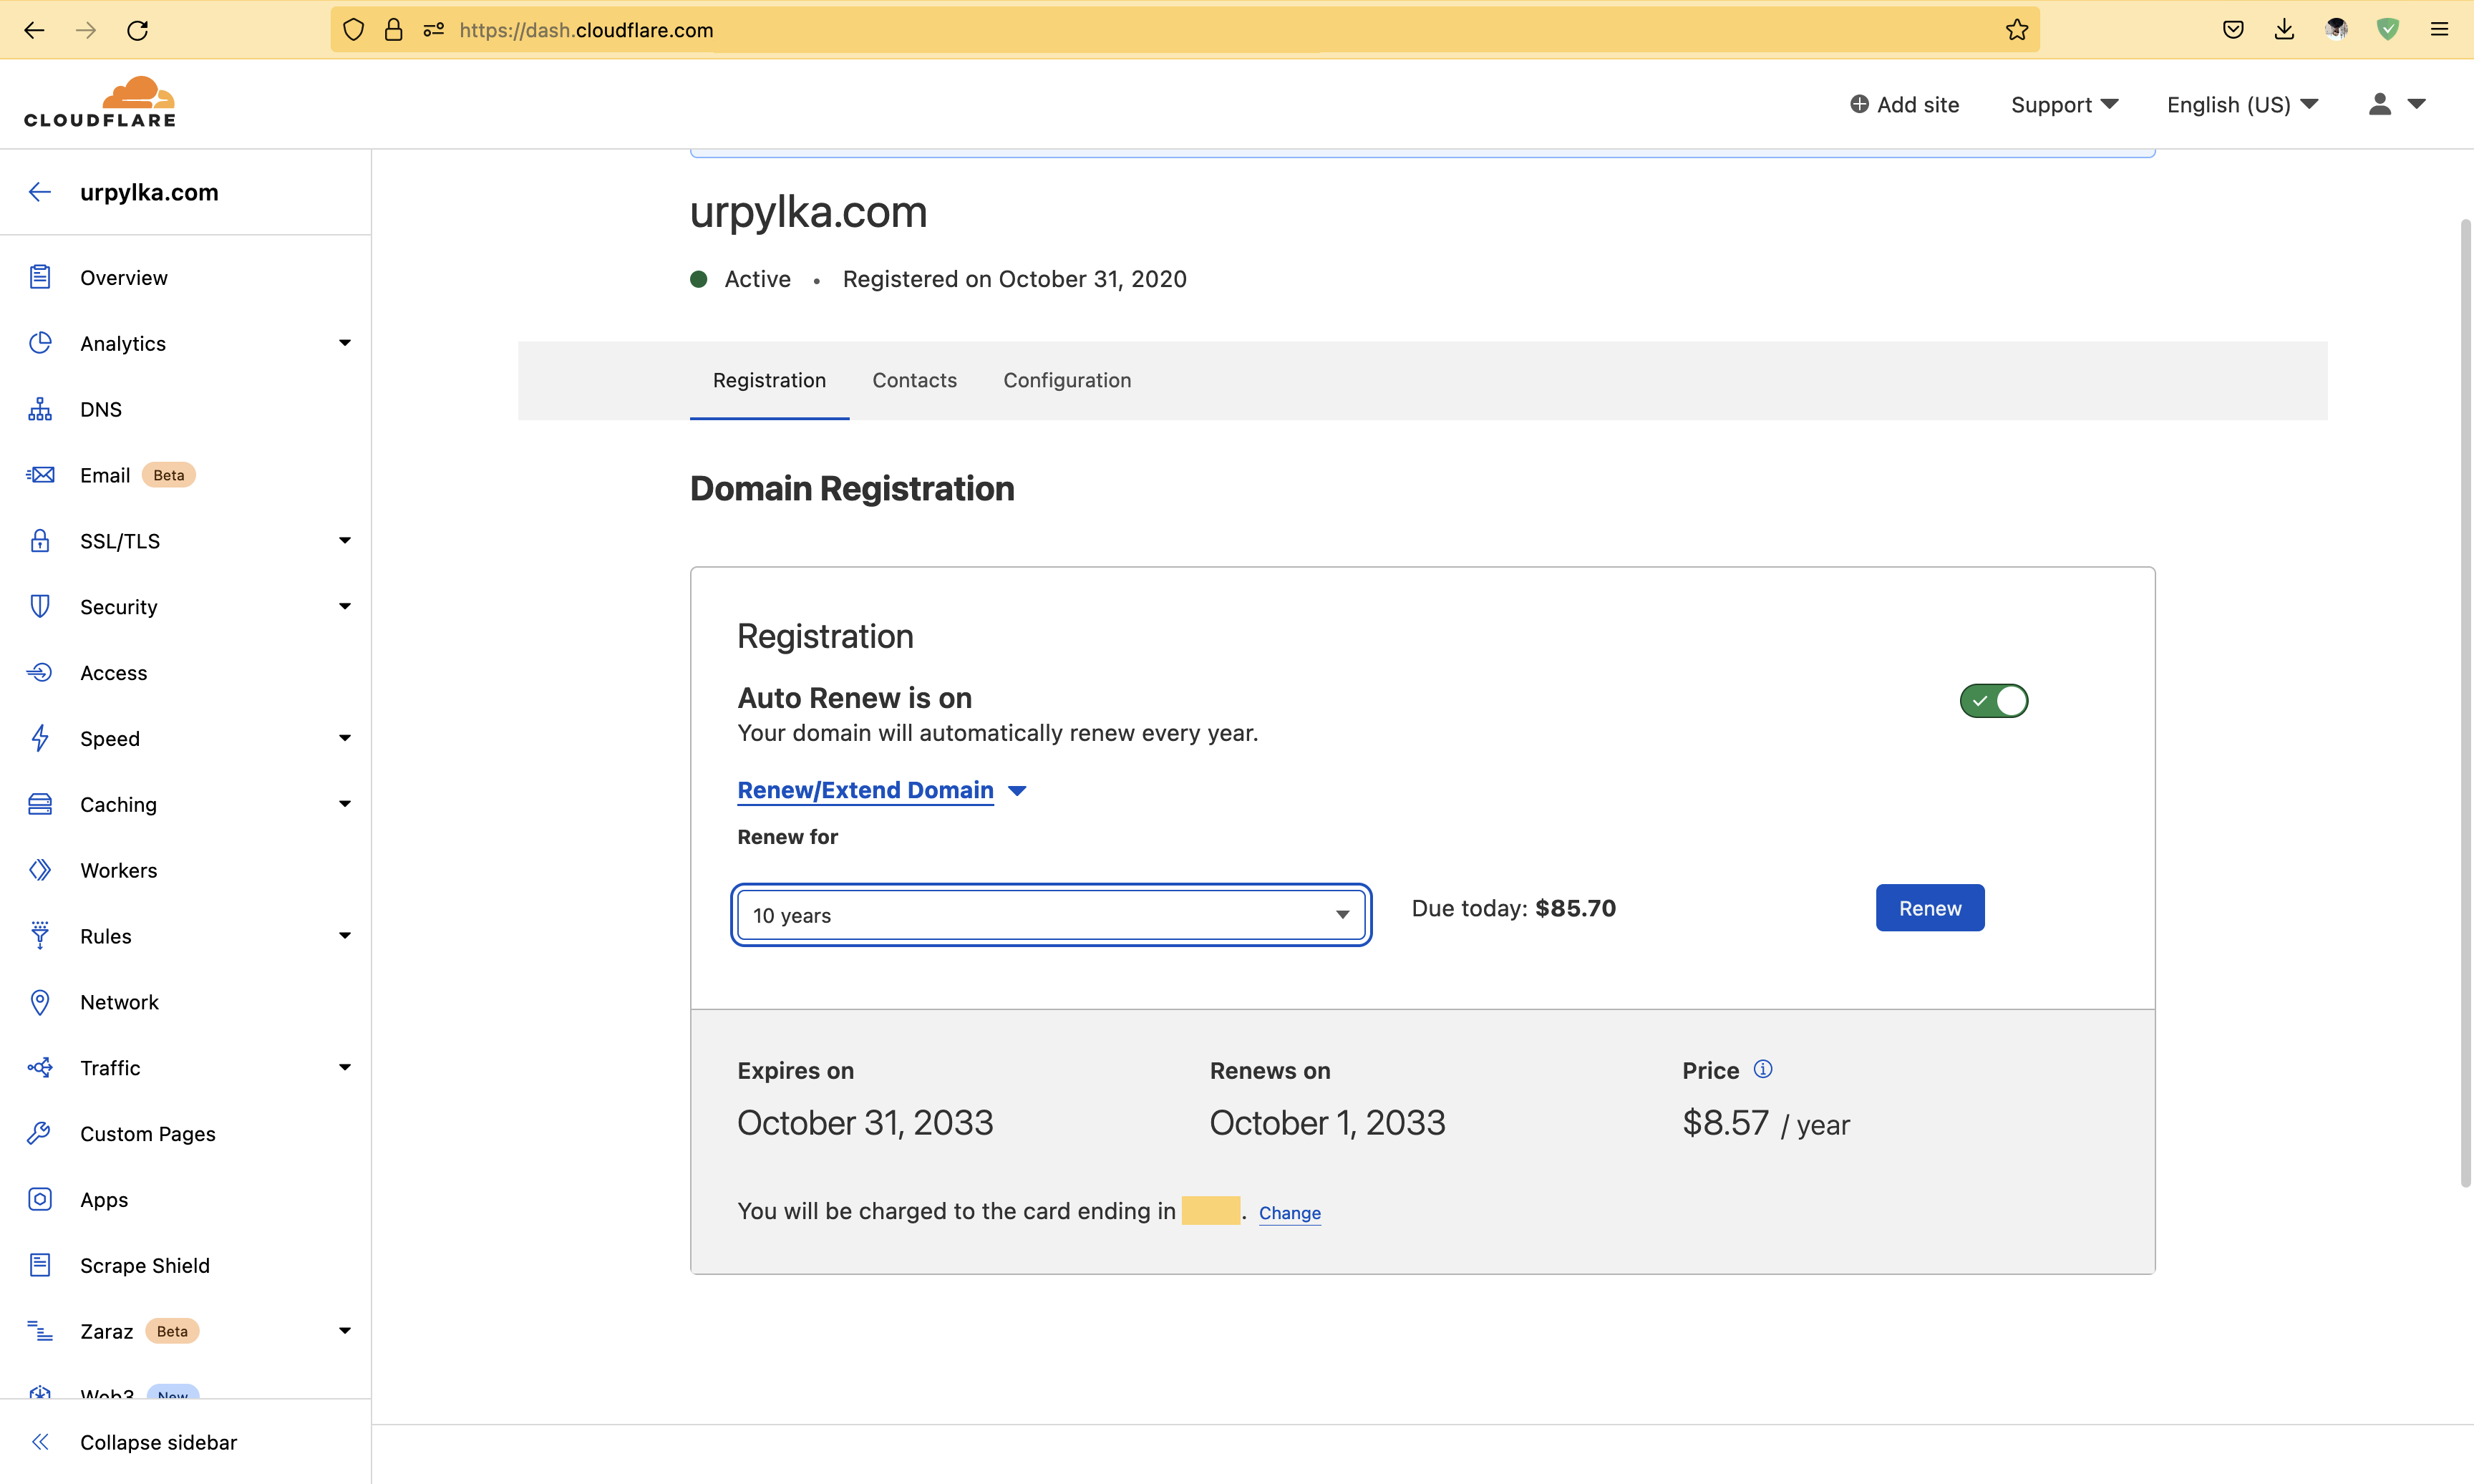 https://dash.cloudflare.com
CLOUDFLARE
Add site
Support
English (US)
urpylka.com
Overview
Analytics
DNS
Email Beta
SSL/TLS
Security
Access
Speed
Caching
Workers
Rules
Network
Traffic
Custom Pages
Apps
Scrape Shield
Zaraz Beta
Web3 New
Collapse sidebar
urpylka.com
Active • Registered on October 31, 2020
Registration Contacts Configuration
Domain Registration
Registration
Auto Renew is on
Your domain will automatically renew every year.
Renew/Extend Domain
Renew for
10 years
Due today: $85.70
Renew
Expires on
October 31, 2033
Renews on
October 1, 2033
Price
$8.57 / year
You will be charged to the card ending in . Change